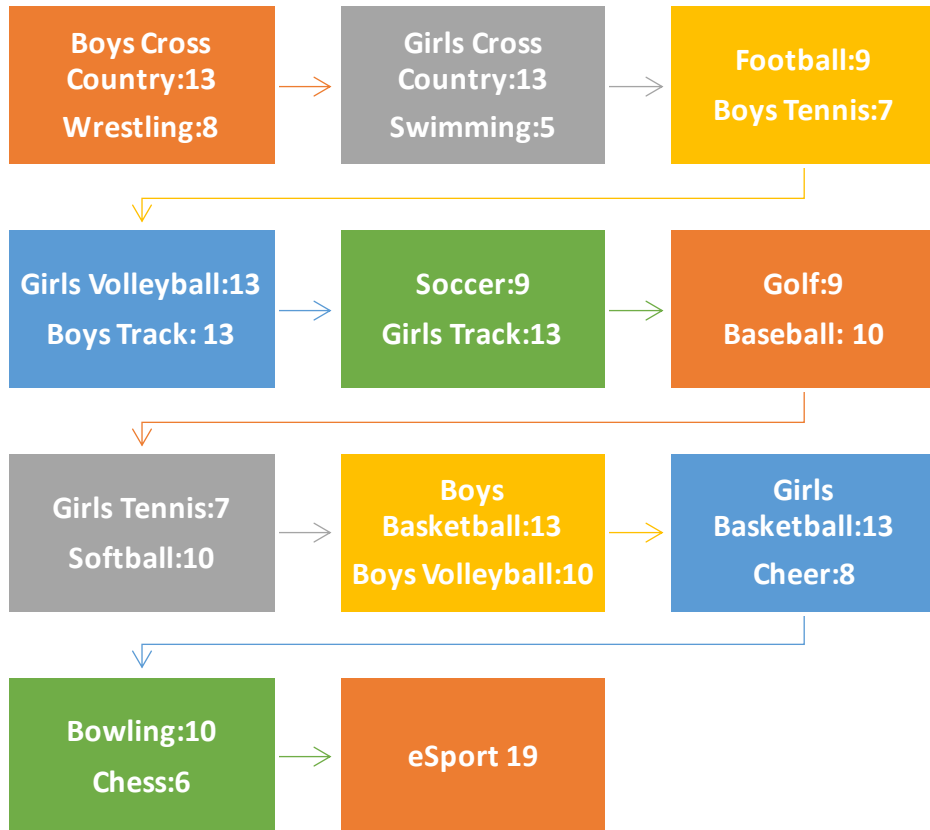 Boys Cross
Country:13
Wrestling:8
Girls Cross
Country:13
Swimming:5
Football:9
Boys Tennis:7
Girls Volleyball:13
Boys Track: 13
Soccer:9
Girls Track:13
Golf:9
Baseball: 10
Girls Tennis:7
Softball:10
Boys
Basketball:13
Boys Volleyball:10
Girls
Basketball:13
Cheer:8
Bowling:10
Chess:6
eSport 19